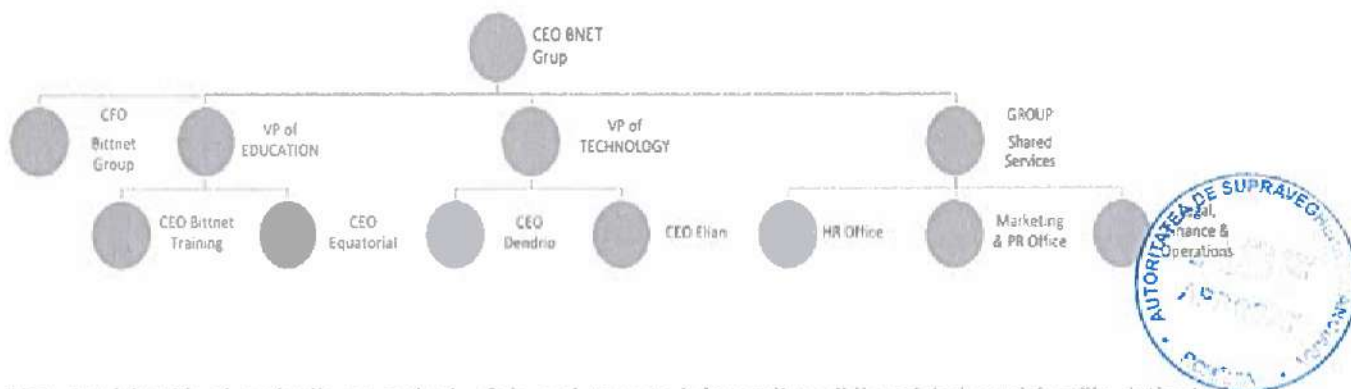 CEO BNET
Grup
CFO
Bittnet
Group
VP of
EDUCATION
VP of
TECHNOLOGY
GROUP
Shared
Services
CEO Bittnet
Training
CEO
Equatorial
CEO
Dendrio
CEO Elian
HR Office
Marketing
& PR Office
Operations
AUTORITATEA DE SUPRAVEGHERE